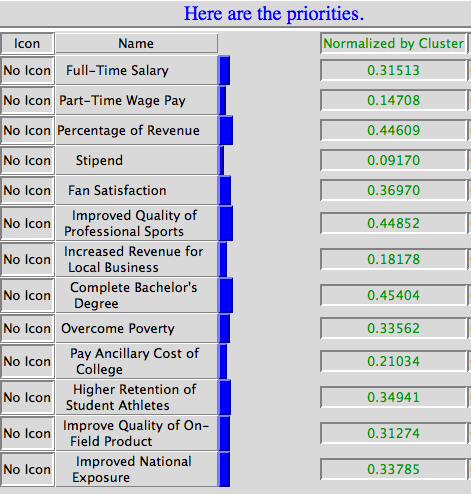 Here are the priorities.
Icon Name Normalized by Cluster
No Icon Full-Time Salary 0.31513
No Icon Part-Time Wage Pay 0.14708
No Icon Percentage of Revenue 0.44609
No Icon Stipend 0.09170
No Icon Fan Satisfaction 0.36970
No Icon Improved Quality of
Professional Sports 0.44852
No Icon Increased Revenue for
Local Business 0.18178
No Icon Complete Bachelor's
Degree 0.45404
No Icon Overcome Poverty 0.33562
No Icon Pay Ancillary Cost of
College 0.21034
No Icon Higher Retention of
Student Athletes 0.34941
No Icon Improve Quality of On-
Field Product 0.31274
No Icon Improved National
Exposure 0.33785